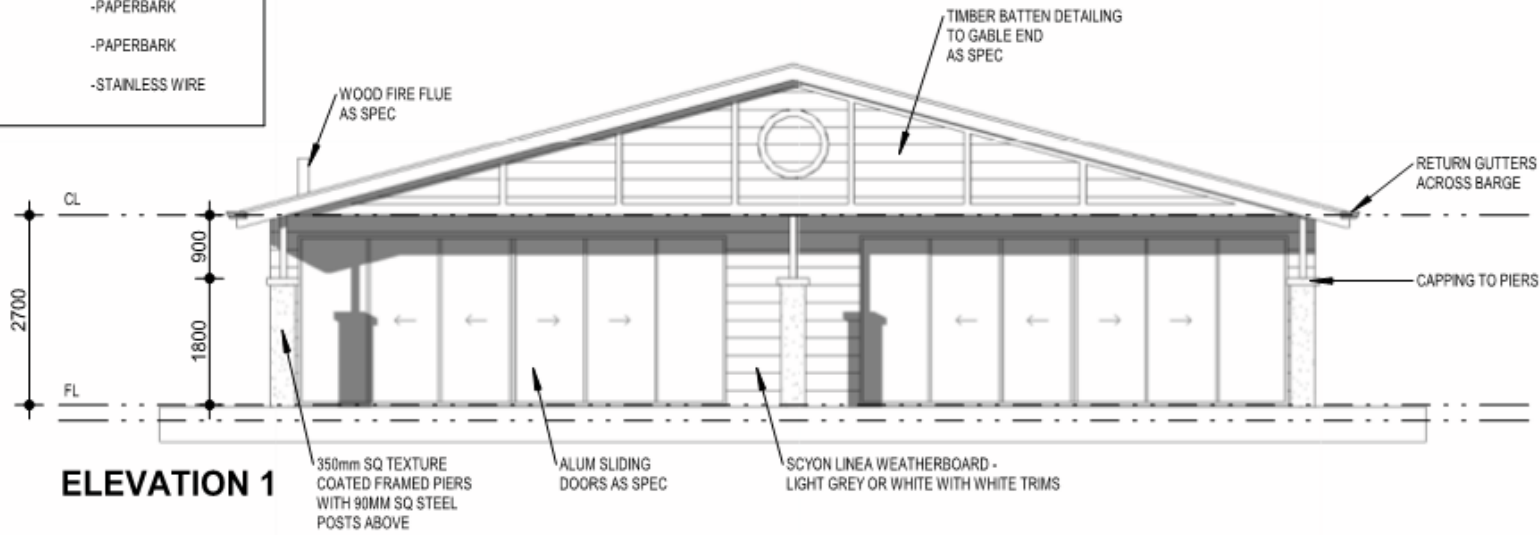 -PAPERBARK
-PAPERBARK
-STAINLESS WIRE
TIMBER BATTEN DETAILING
TO GABLE END
AS SPEC
WOOD FIRE FLUE
AS SPEC
RETURN GUTTERS
ACROSS BARGE
CL
900
CAPPING TO PIERS
2700
1800
FL
ELEVATION 1
350mm SQ TEXTURE
COATED FRAMED PIERS
WITH 90MM SQ STEEL
POSTS ABOVE
ALUM SLIDING
DOORS AS SPEC
SCYON LINEA WEATHERBOARD -
LIGHT GREY OR WHITE WITH WHITE TRIMS